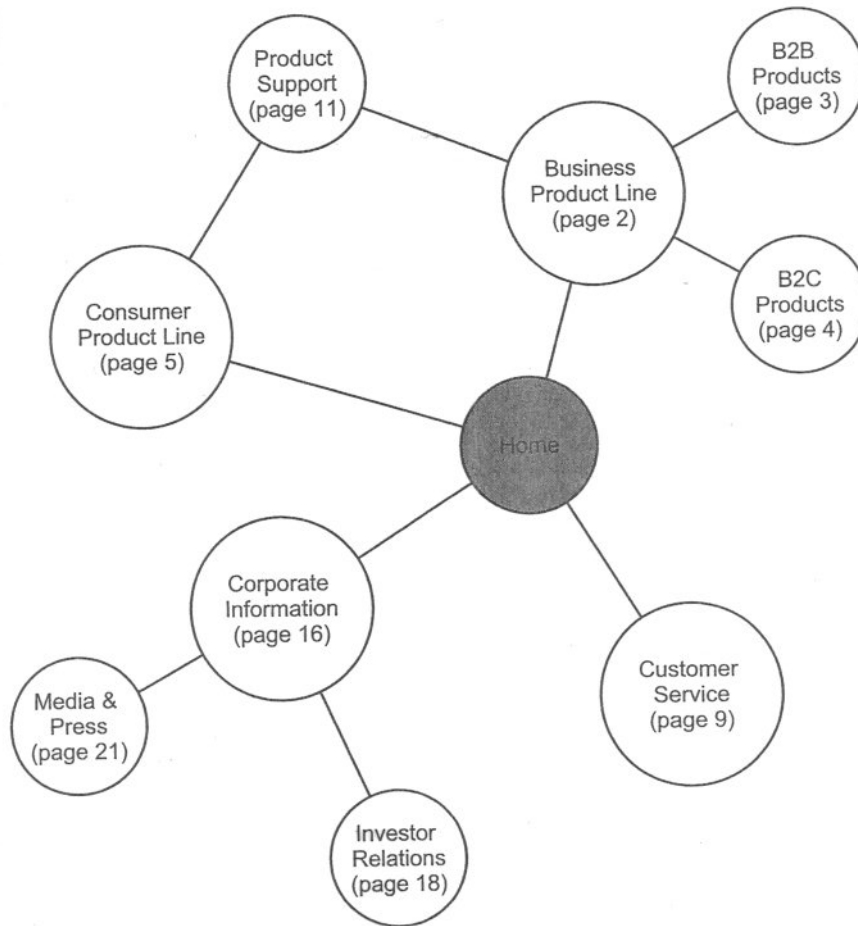 Product
Support
(page 11)
B2B
Products
(page 3)
Business
Product Line
(page 2)
B2C
Products
(page 4)
Consumer
Product Line
(page 5)
Home
Corporate
Information
(page 16)
Customer
Service
(page 9)
Media &
Press
(page 21)
Investor
Relations
(page 18)